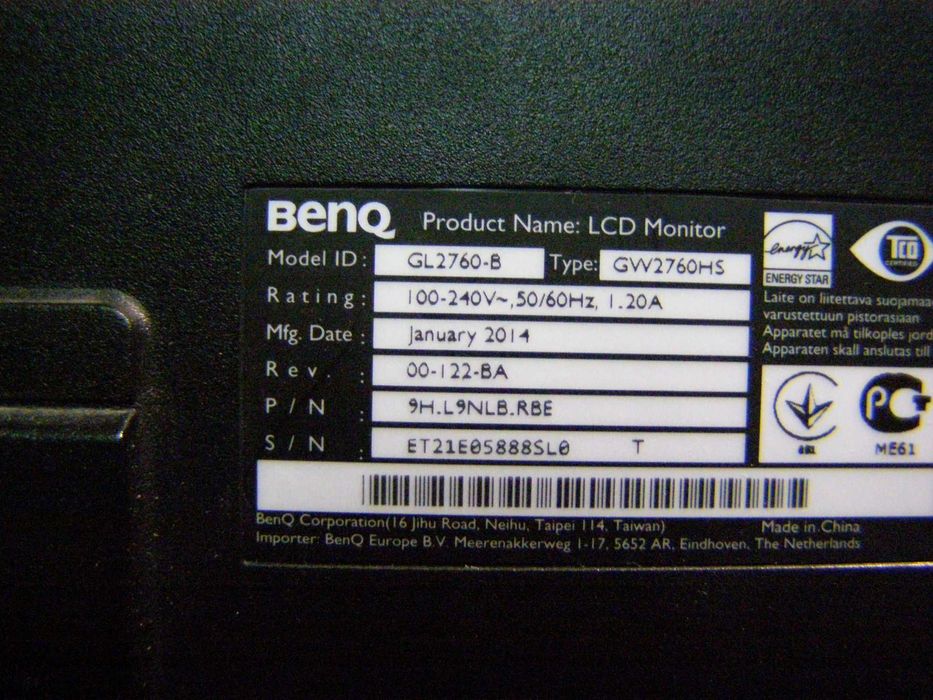 BenQ Product Name: LCD Monitor
Model ID: GL2760-B Type: GW2760HS
Rating: 100-240V~,50/60Hz, 1.20A
Mfg. Date: January 2014
Rev. : 00-122-BA
P/N : 9H.L9NLB.RBE
S/N : ET21E05888SL0 T
energy
ENERGY STAR
TCO
CERTIFIED
Laite on liitettava suojamaa
varustettuun pistorasiaan
Apparatet må tilkoples jord
Apparaten skall anslutas till
ME61
BenQ Corporation(16 Jihu Road, Neihu, Taipei 114, Taiwan) Made in China
Importer: BenQ Europe B.V. Meerenakkerweg 1-17, 5652 AR, Eindhoven, The Netherlands